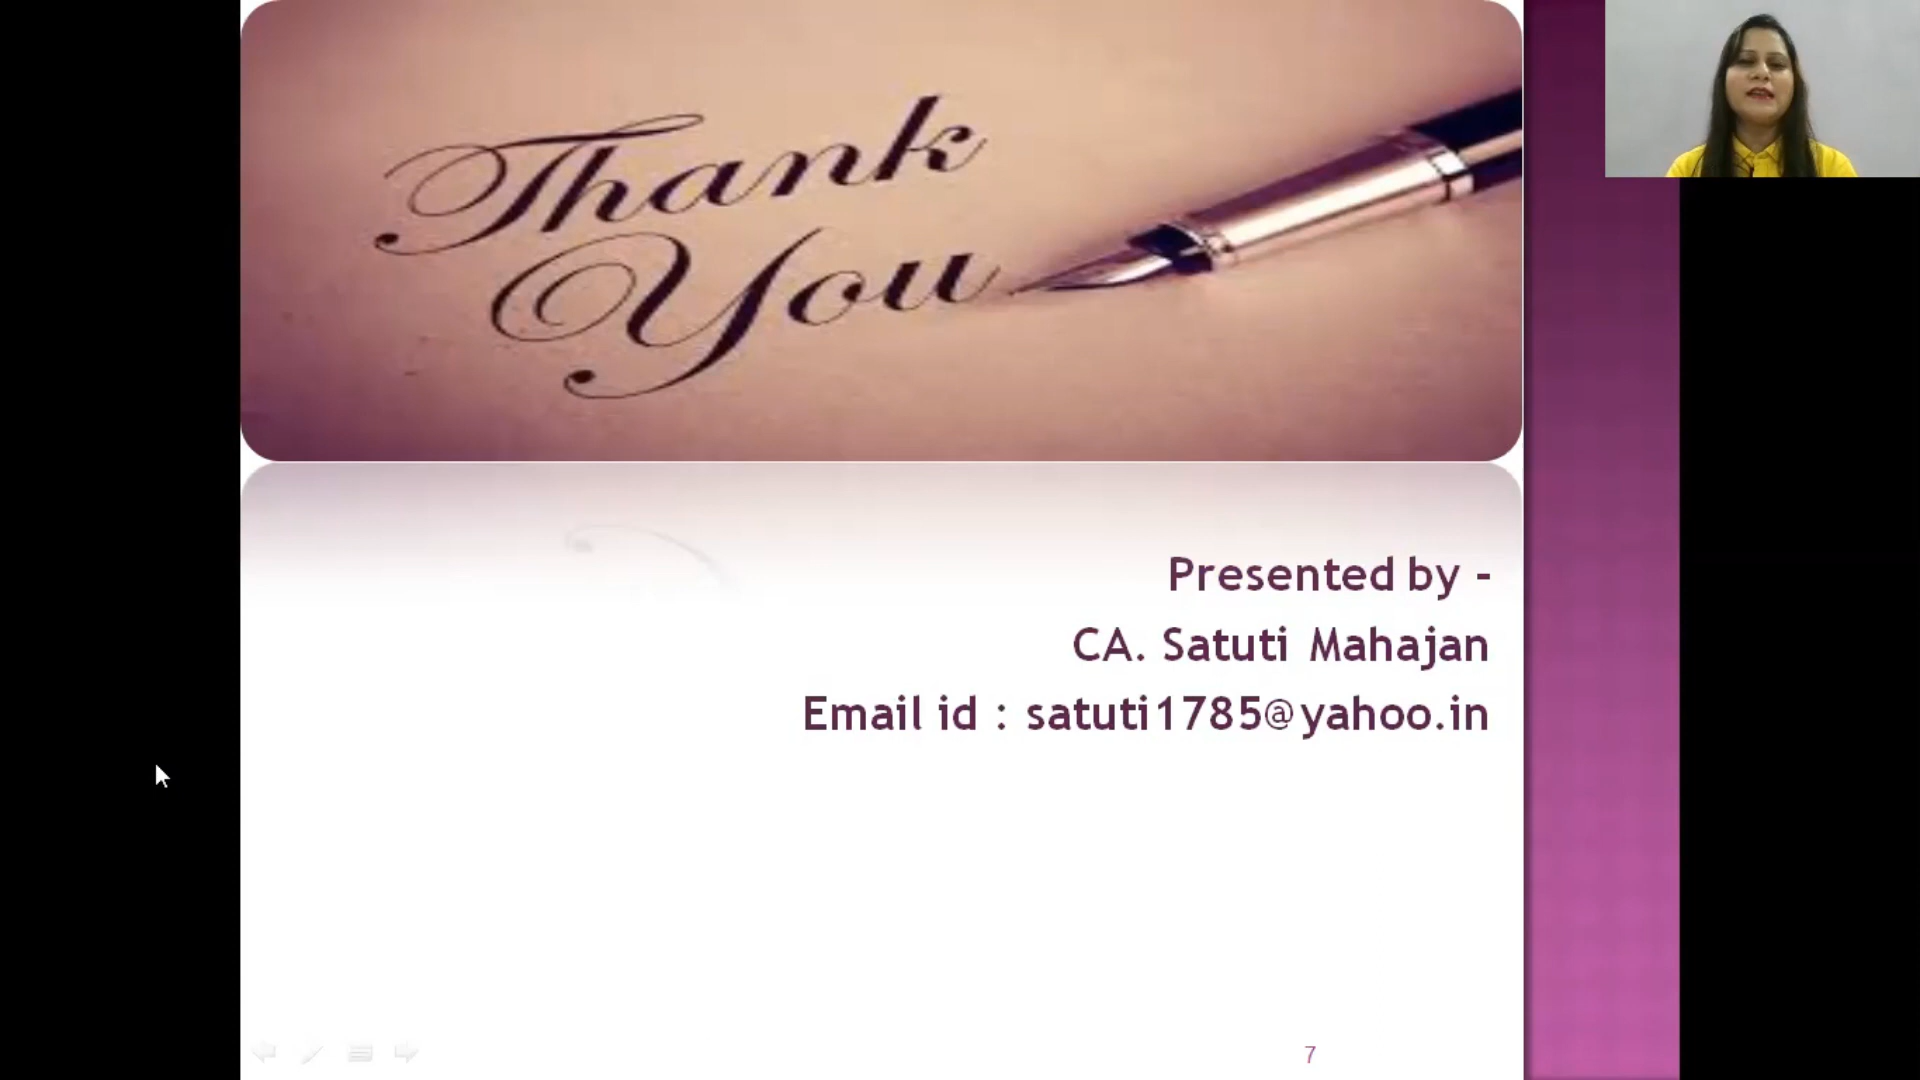 Thank
You
Presented by -
CA. Satuti Mahajan
Email id : satuti1785@yahoo.in
7